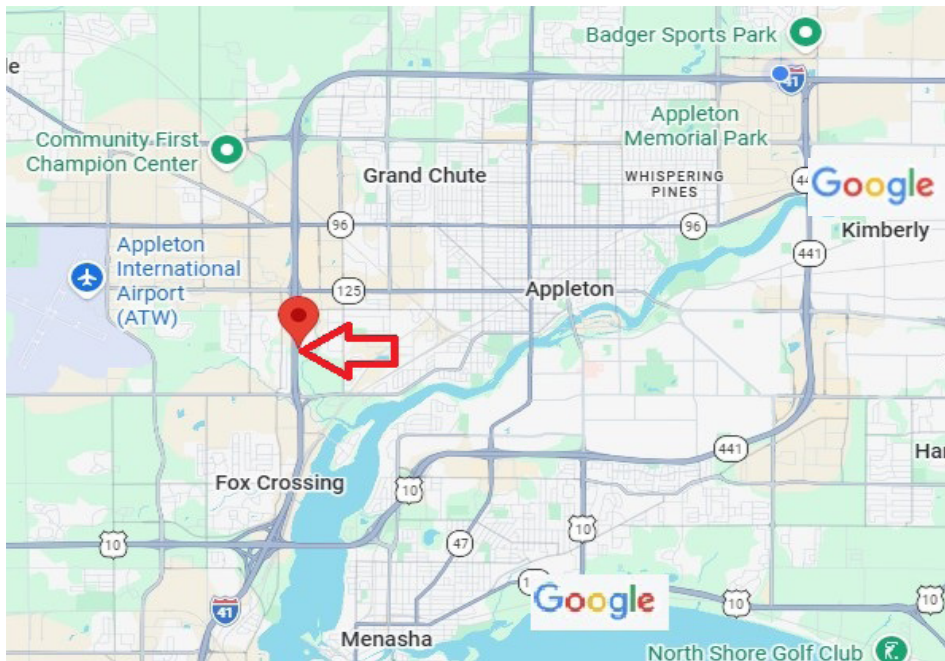 Badger Sports Park
41
le
Community First
Champion Center
Appleton
Memorial Park
Grand Chute
WHISPERING
PINES
Google
96
96
Kimberly
Appleton
International
Airport
(ATW)
441
125
Appleton
441
Fox Crossing
10
10
47
10
Google
10
10
41
Menasha
North Shore Golf Club